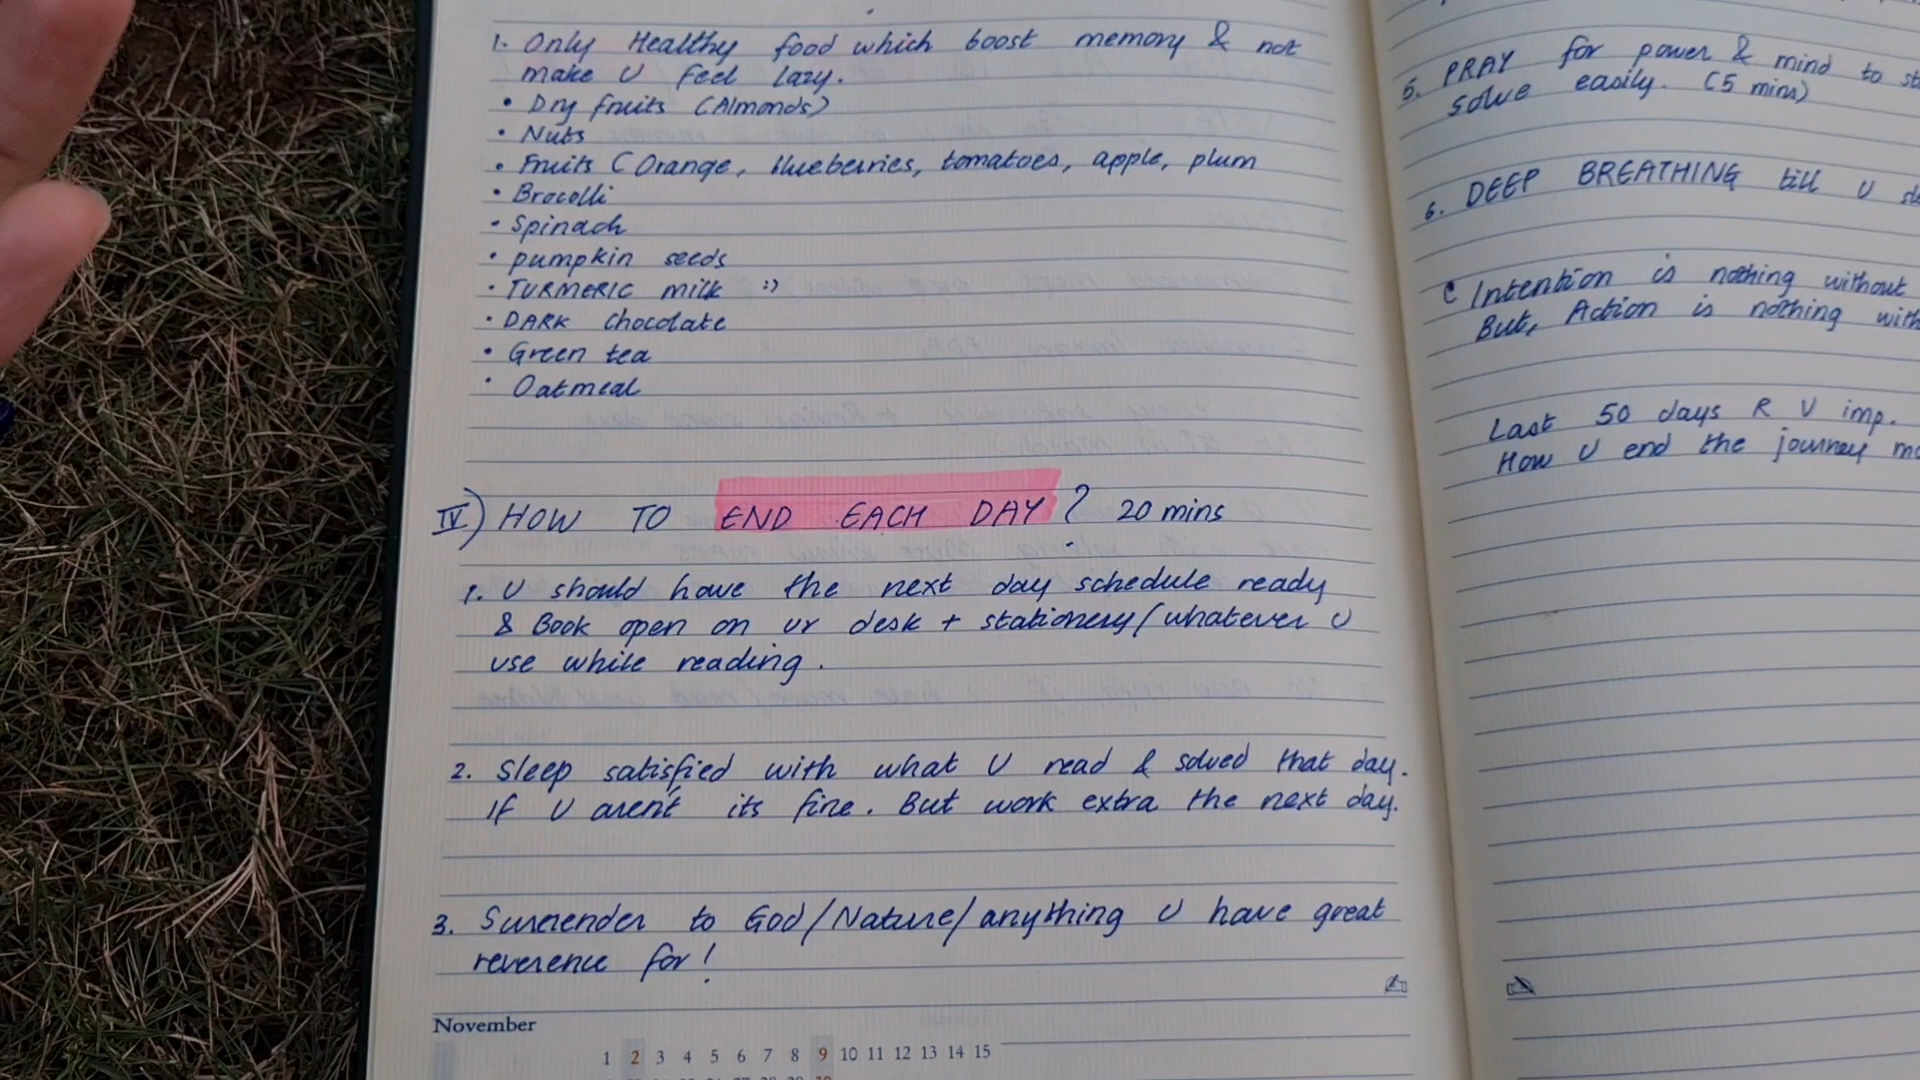 1. Only Healthy food which boost memory & not
make U feel lazy.
• Dry fruits (Almonds)
• Nuts
• Fruits (Orange, blueberries, tomatoes, apple, plum
• Brocolli
• Spinach
• pumpkin seeds
• TURMERIC milk :)
• DARK chocolate
• Green tea
• Oatmeal
IV) HOW TO END EACH DAY? 20 mins
1. U should have the next day schedule ready
& Book open on ur desk + stationery/whatever U
use while reading.
2. Sleep satisfied with what U read & solved that day.
If U aren't its fine. But work extra the next day.
3. Surrender to God/Nature/anything U have great
reverence for!
November
1 2 3 4 5 6 7 8 9 10 11 12 13 14 15
5. PRAY for power & mind to
solve easily. (5 mins)
6. DEEP BREATHING till U
Intention is nothing without
But, Action is nothing
Last 50 days R V imp.
How U end the journey